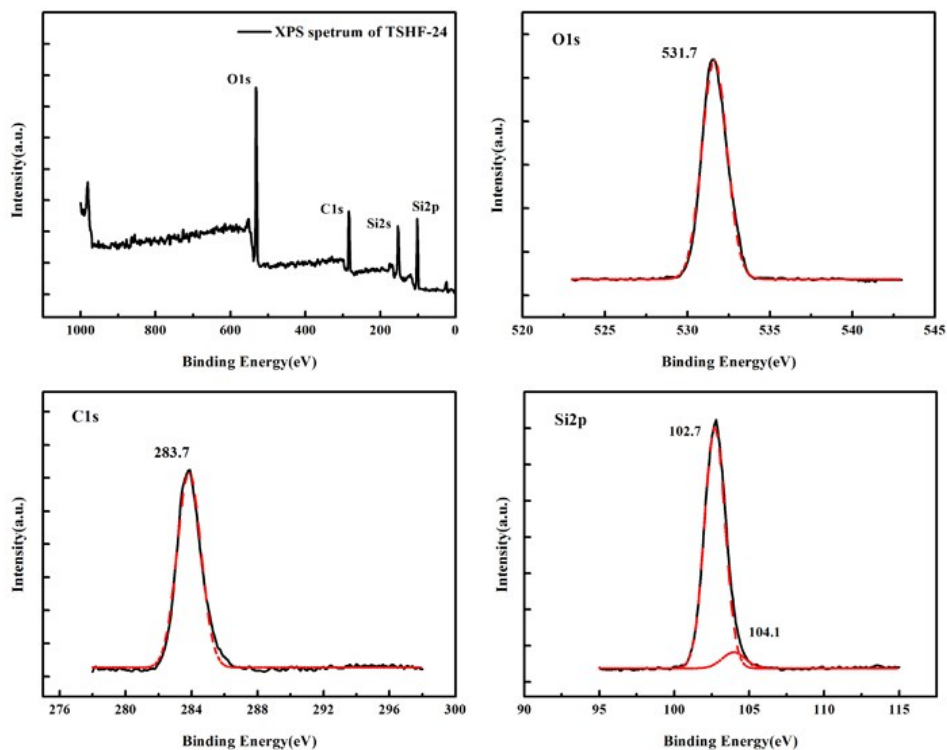 XPS spetrum of TSHF-24
O1s
C1s
Si2s
Si2p
Intensity(a.u.)
1000 800 600 400 200 0
Binding Energy(eV)
O1s
531.7
Intensity(a.u.)
520 525 530 535 540 545
Binding Energy(eV)
C1s
283.7
Intensity(a.u.)
276 280 284 288 292 296 300
Binding Energy(eV)
Si2p
102.7
104.1
Intensity(a.u.)
90 95 100 105 110 115
Binding Energy(eV)